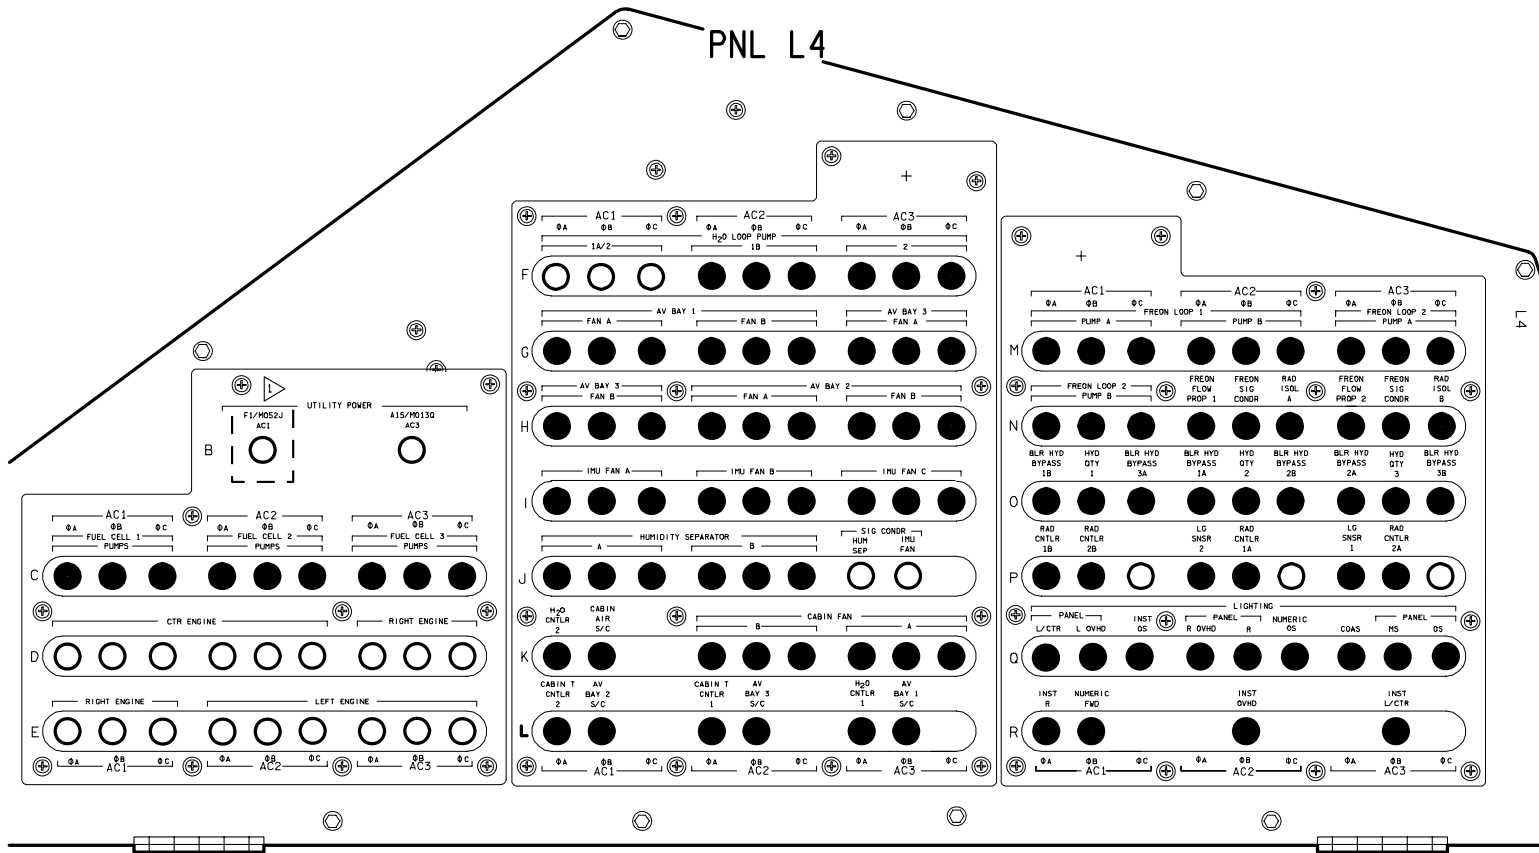 PNL L4
L4
1
UTILITY POWER
F1/MO52J
AC1
A15/MO13Q
AC3
B
AC1 AC2 AC3
ΦA ΦB ΦC ΦA ΦB ΦC ΦA ΦB ΦC
FUEL CELL 1 FUEL CELL 2 FUEL CELL 3
PUMPS PUMPS PUMPS
C
CTR ENGINE RIGHT ENGINE
D
RIGHT ENGINE LEFT ENGINE
E
ΦA ΦB ΦC ΦA ΦB ΦC ΦA ΦB ΦC
AC1 AC2 AC3
AC1 AC2 AC3
ΦA ΦB ΦC ΦA ΦB ΦC ΦA ΦB ΦC
H₂O LOOP PUMP
1A/2 1B 2
F
AV BAY 1 AV BAY 3
FAN A FAN B FAN A
G
AV BAY 3 AV BAY 2
FAN B FAN A FAN B
H
IMU FAN A IMU FAN B IMU FAN C
I
HUMIDITY SEPARATOR SIG CONDR
A B HUM SEP IMU FAN
J
H₂O CNTLR 2 CABIN AIR S/C CABIN FAN
B A
K
CABIN T CNTLR 2 AV BAY 2 S/C CABIN T CNTLR 1 AV BAY 3 S/C H₂O CNTLR 1 AV BAY 1 S/C
L
ΦA ΦB ΦC ΦA ΦB ΦC ΦA ΦB ΦC
AC1 AC2 AC3
AC1 AC2 AC3
ΦA ΦB ΦC ΦA ΦB ΦC ΦA ΦB ΦC
FREON LOOP 1 FREON LOOP 2
PUMP A PUMP B PUMP A
M
FREON LOOP 2 PUMP B FREON FLOW PROP 1 FREON SIG CONDR RAD ISOL A FREON FLOW PROP 2 FREON SIG CONDR RAD ISOL B
N
BLR HYD BYPASS 1B HYD QTY 1 BLR HYD BYPASS 3A BLR HYD BYPASS 1A HYD QTY 2 BLR HYD BYPASS 2B BLR HYD BYPASS 2A HYD QTY 3 BLR HYD BYPASS 3B
O
RAD CNTLR 1B RAD CNTLR 2B LG SNSR 2 RAD CNTLR 1A LG SNSR 1 RAD CNTLR 2A
P
LIGHTING
PANEL INST PANEL NUMERIC PANEL
L/CTR L OVHD OS R OVHD R OS COAS MS OS
Q
INST R NUMERIC FWD INST OVHD INST L/CTR
R
ΦA ΦB ΦC ΦA ΦB ΦC ΦA ΦB ΦC
AC1 AC2 AC3